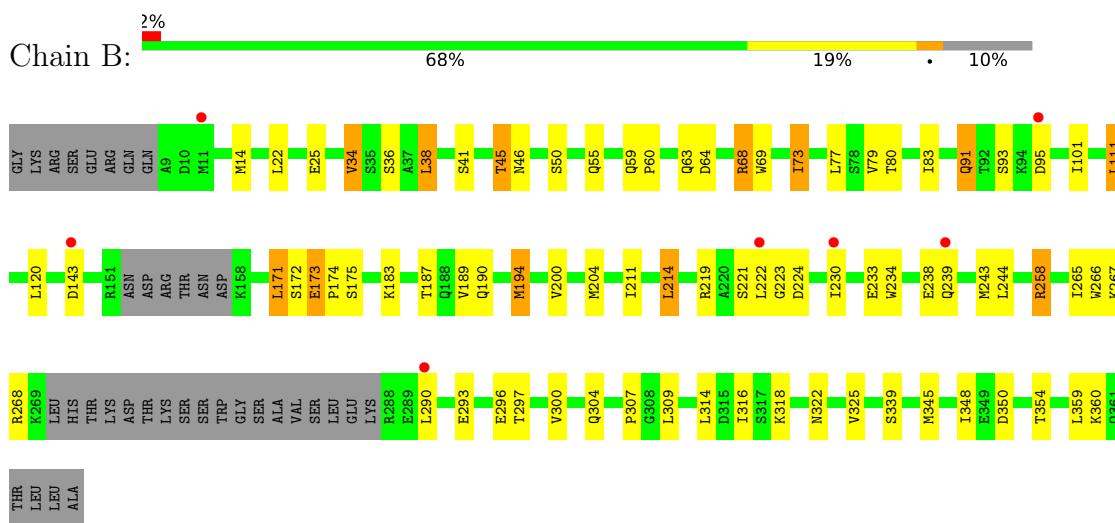 2%
Chain B:
68% 19% • 10%
GLY LYS ARG SER GLU ARG GLN GLN A9 D10 M11 M14 L22 E25 V34 S35 S36 A37 L38 S41 T45 N46 S50 Q55 Q59 P60 Q63 D64 R68 W69 I73 L77 S78 V79 T80 I83 Q91 T92 S93 K94 D95 I101 L111
L120 D143 R151 ASN ASP ARG THR ASN ASP K158 L171 S172 E173 P174 S175 K183 T187 Q188 V189 Q190 M194 V200 M204 I211 L214 R219 A220 S221 L222 G223 D224 I230 E233 W234 E238 Q239 M243 L244 R258 I265 W266 K267
R268 K269 LEU HIS THR LYS ASP THR LYS SER SER TRP GLY SER ALA VAL SER LEU GLU LYS R288 E289 L290 E293 E296 T297 V300 Q304 P307 G308 L309 L314 D315 I316 S317 K318 N322 V325 S339 M345 I348 E349 D350 T354 L359 K360
THR LEU LEU ALA